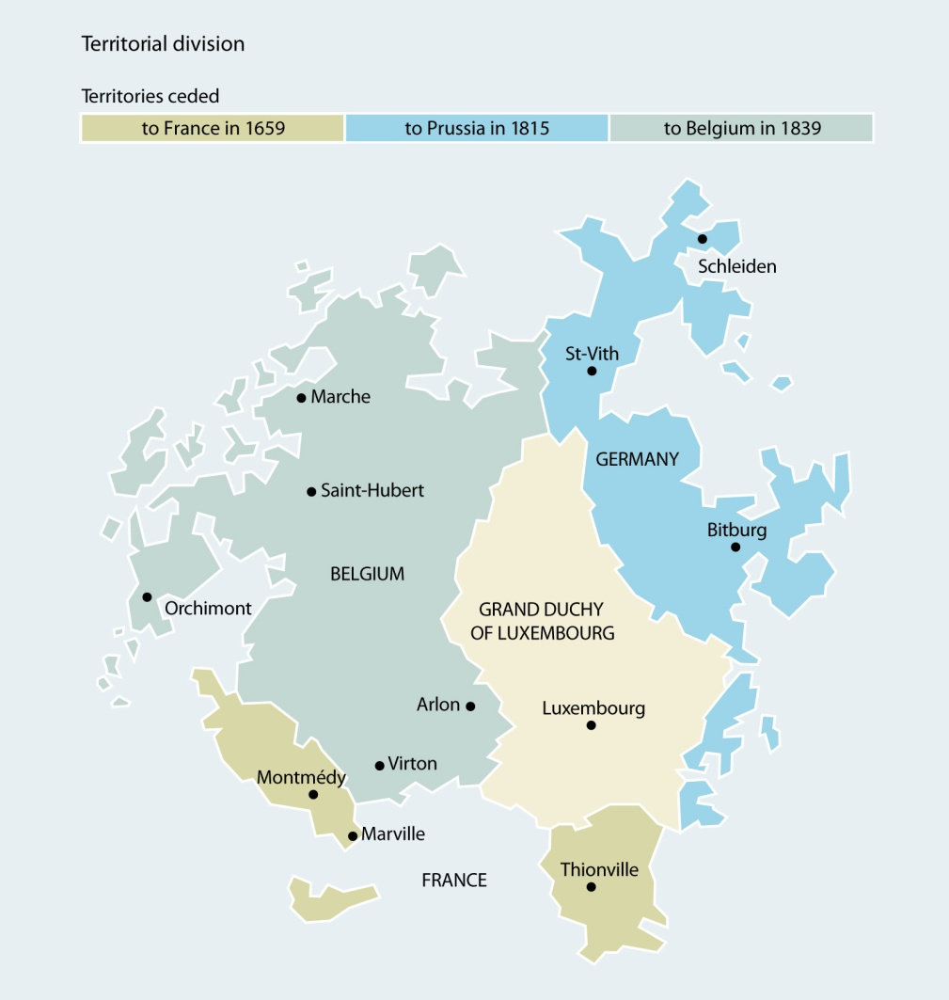 Territorial division
Territories ceded
to France in 1659
to Prussia in 1815
to Belgium in 1839
Schleiden
St-Vith
Marche
GERMANY
Saint-Hubert
Bitburg
BELGIUM
Orchimont
GRAND DUCHY
OF LUXEMBOURG
Arlon
Luxembourg
Virton
Montmédy
Marville
Thionville
FRANCE